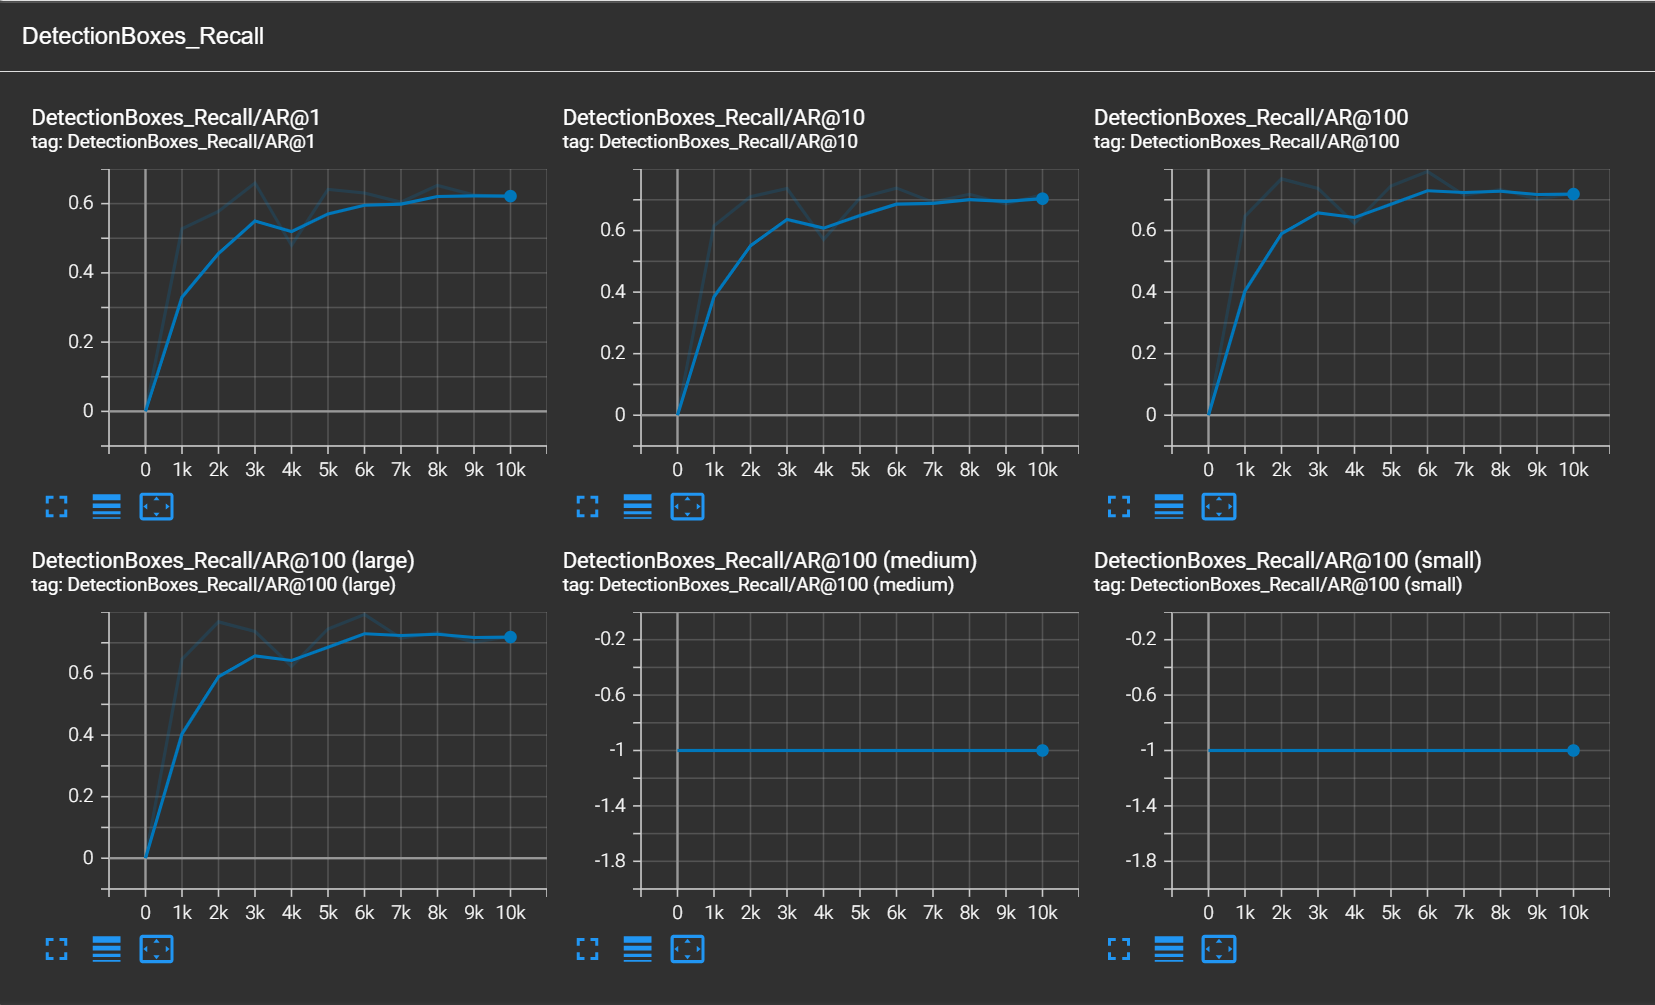 DetectionBoxes_Recall
DetectionBoxes_Recall/AR@1
tag: DetectionBoxes_Recall/AR@1
0.6
0.4
0.2
0
0 1k 2k 3k 4k 5k 6k 7k 8k 9k 10k
DetectionBoxes_Recall/AR@10
tag: DetectionBoxes_Recall/AR@10
0.6
0.4
0.2
0
0 1k 2k 3k 4k 5k 6k 7k 8k 9k 10k
DetectionBoxes_Recall/AR@100
tag: DetectionBoxes_Recall/AR@100
0.6
0.4
0.2
0
0 1k 2k 3k 4k 5k 6k 7k 8k 9k 10k
DetectionBoxes_Recall/AR@100 (large)
tag: DetectionBoxes_Recall/AR@100 (large)
0.6
0.4
0.2
0
0 1k 2k 3k 4k 5k 6k 7k 8k 9k 10k
DetectionBoxes_Recall/AR@100 (medium)
tag: DetectionBoxes_Recall/AR@100 (medium)
-0.2
-0.6
-1
-1.4
-1.8
0 1k 2k 3k 4k 5k 6k 7k 8k 9k 10k
DetectionBoxes_Recall/AR@100 (small)
tag: DetectionBoxes_Recall/AR@100 (small)
-0.2
-0.6
-1
-1.4
-1.8
0 1k 2k 3k 4k 5k 6k 7k 8k 9k 10k